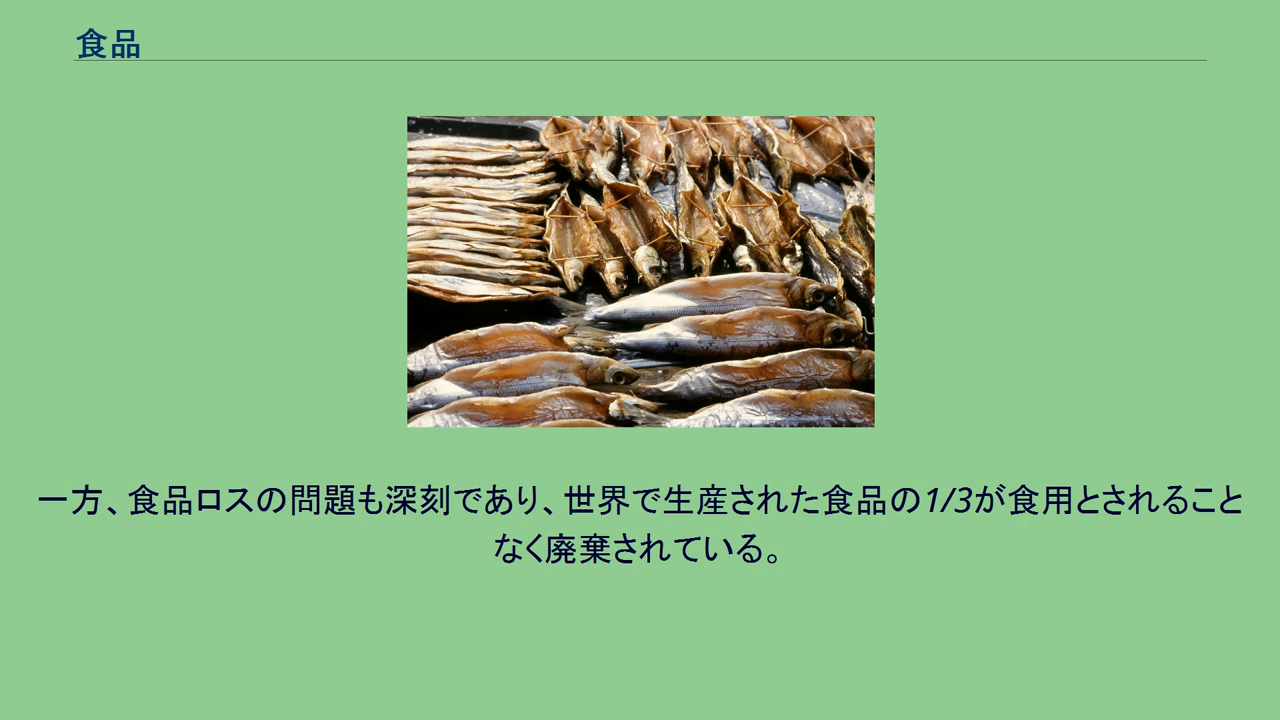 食品
一方、食品ロスの問題も深刻であり、世界で生産された食品の1/3が食用とされること
なく廃棄されている。